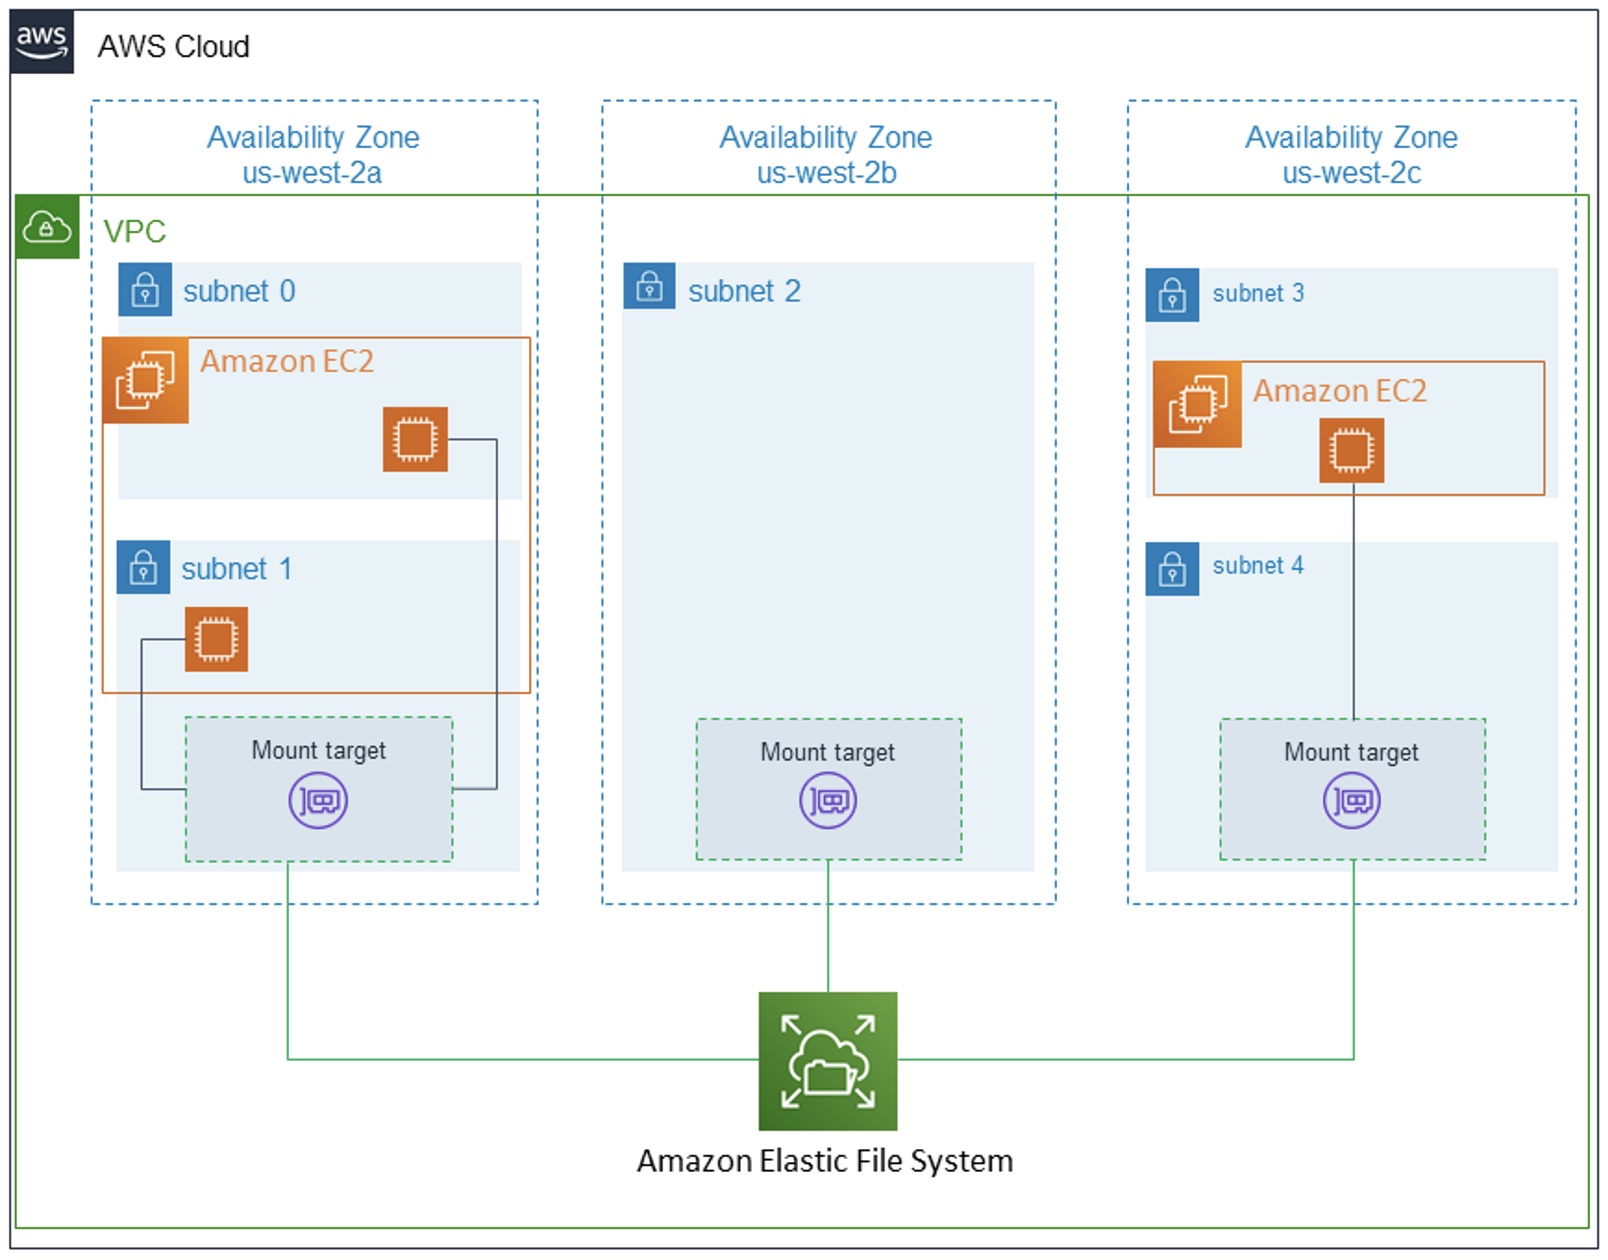 aws
AWS Cloud
Availability Zone
us-west-2a
Availability Zone
us-west-2b
Availability Zone
us-west-2c
VPC
subnet 0
Amazon EC2
subnet 1
Mount target
subnet 2
Mount target
subnet 3
Amazon EC2
subnet 4
Mount target
Amazon Elastic File System